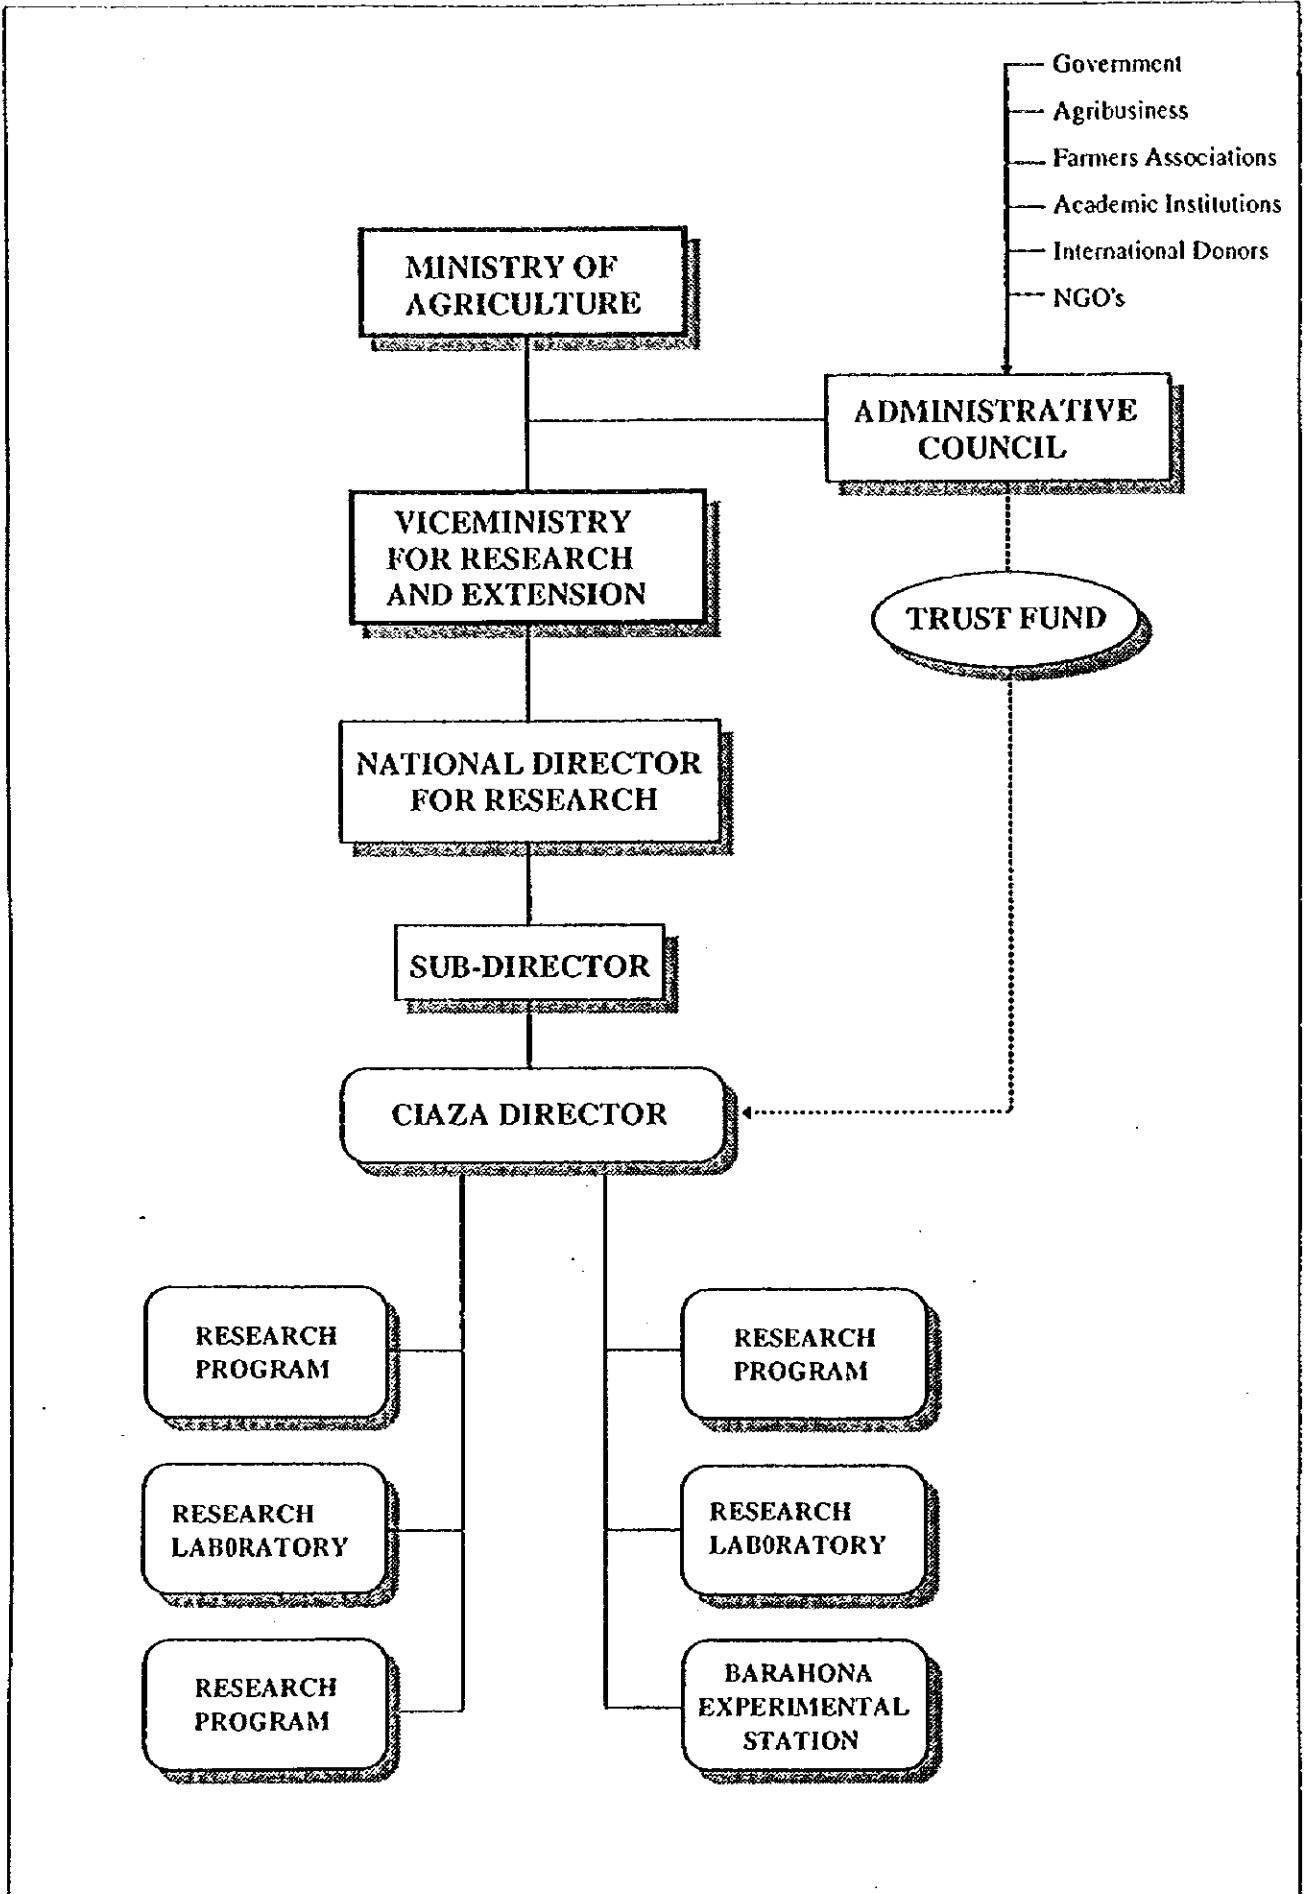 Government
Agribusiness
Farmers Associations
Academic Institutions
International Donors
NGO's
MINISTRY OF
AGRICULTURE
ADMINISTRATIVE
COUNCIL
VICEMINISTRY
FOR RESEARCH
AND EXTENSION
TRUST FUND
NATIONAL DIRECTOR
FOR RESEARCH
SUB-DIRECTOR
CIAZA DIRECTOR
RESEARCH
PROGRAM
RESEARCH
PROGRAM
RESEARCH
LABORATORY
RESEARCH
LABORATORY
RESEARCH
PROGRAM
BARAHONA
EXPERIMENTAL
STATION